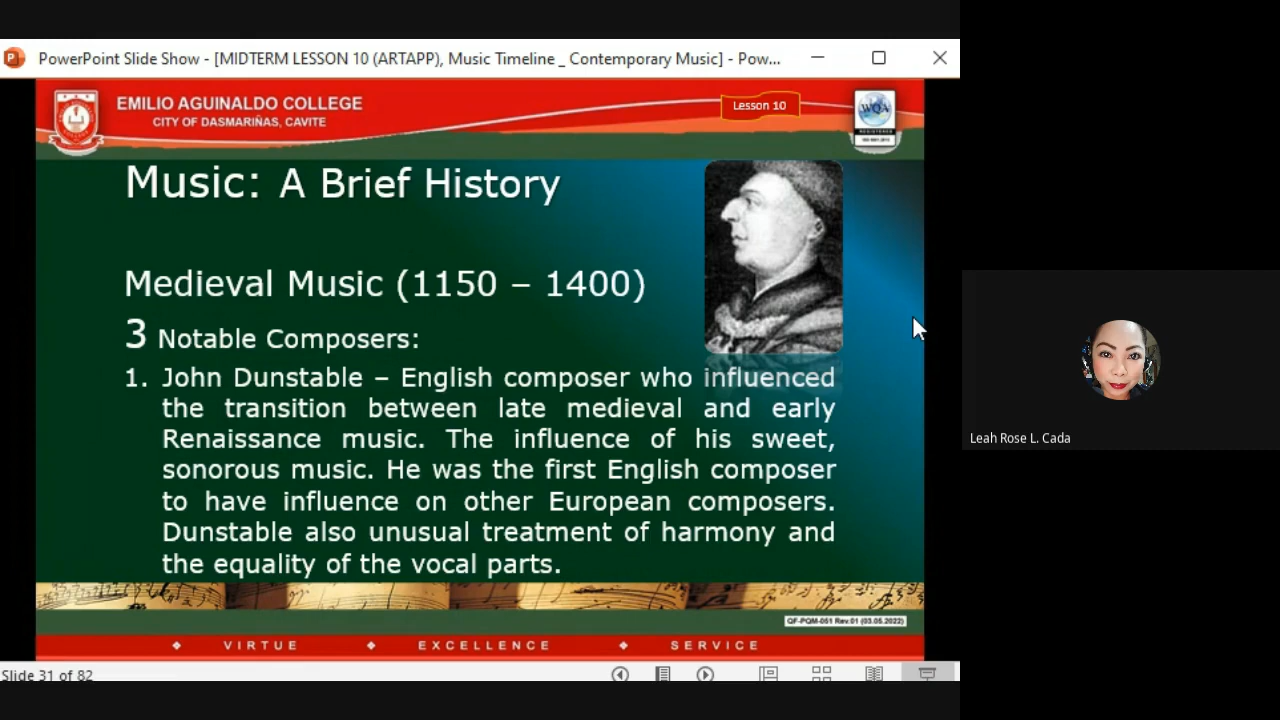 PowerPoint Slide Show - [MIDTERM LESSON 10 (ARTAPP), Music Timeline _ Contemporary Music] - Pow...
EMILIO AGUINALDO COLLEGE
CITY OF DASMARIÑAS, CAVITE
Lesson 10
WQA
Music: A Brief History
Medieval Music (1150 – 1400)
3 Notable Composers:
1. John Dunstable – English composer who influenced
the transition between late medieval and early
Renaissance music. The influence of his sweet,
sonorous music. He was the first English composer
to have influence on other European composers.
Dunstable also unusual treatment of harmony and
the equality of the vocal parts.
Leah Rose L. Cada
QF-PQM-051 Rev.01 (03.05.2022)
❖ VIRTUE ❖ EXCELLENCE ❖ SERVICE
Slide 31 of 82